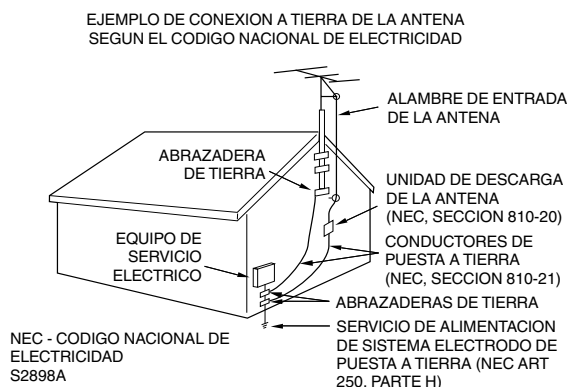 EJEMPLO DE CONEXION A TIERRA DE LA ANTENA
SEGUN EL CODIGO NACIONAL DE ELECTRICIDAD
ALAMBRE DE ENTRADA
DE LA ANTENA
ABRAZADERA
DE TIERRA
UNIDAD DE DESCARGA
DE LA ANTENA
(NEC, SECCION 810-20)
EQUIPO DE
SERVICIO
ELECTRICO
CONDUCTORES DE
PUESTA A TIERRA
(NEC, SECCION 810-21)
ABRAZADERAS DE TIERRA
SERVICIO DE ALIMENTACION
DE SISTEMA ELECTRODO DE
PUESTA A TIERRA (NEC ART
250, PARTE H)
NEC - CODIGO NACIONAL DE
ELECTRICIDAD
S2898A